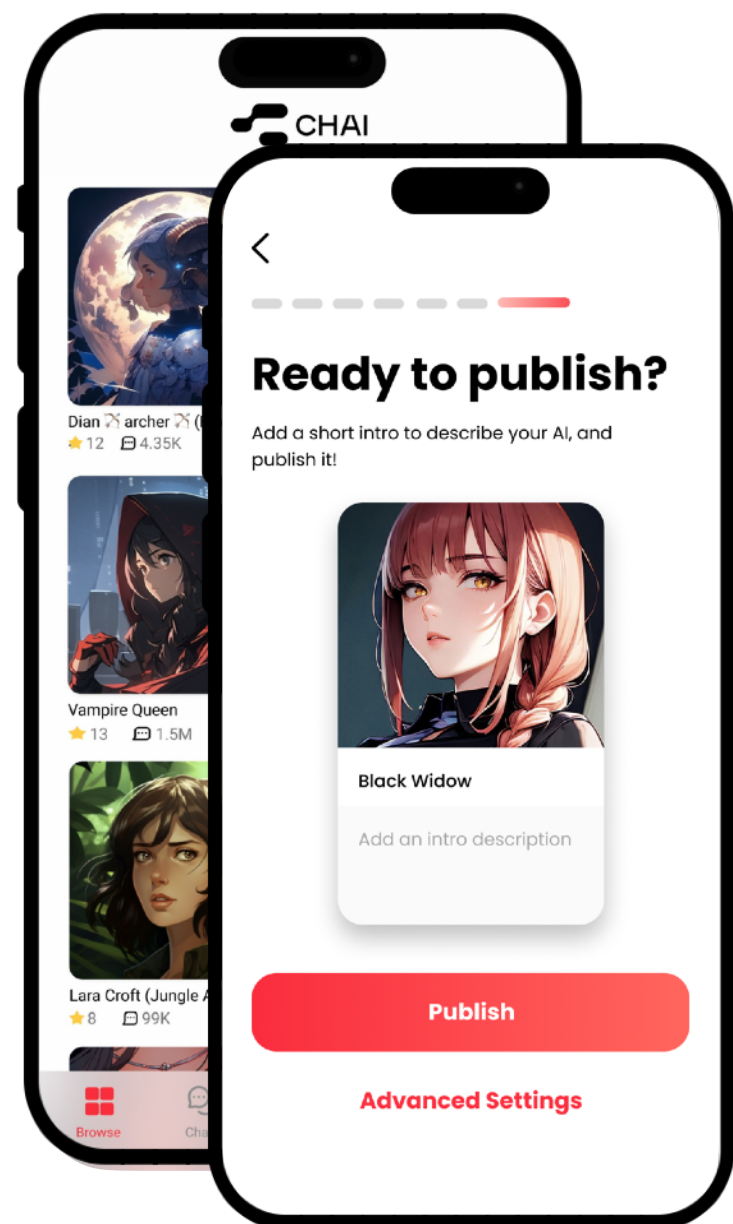 CHAI
Dian 🏹 archer 🏹 (
12 4.35K
Vampire Queen
13 1.5M
Lara Croft (Jungle
8 99K
Browse
Ready to publish?
Add a short intro to describe your AI, and
publish it!
Black Widow
Add an intro description
Publish
Advanced Settings